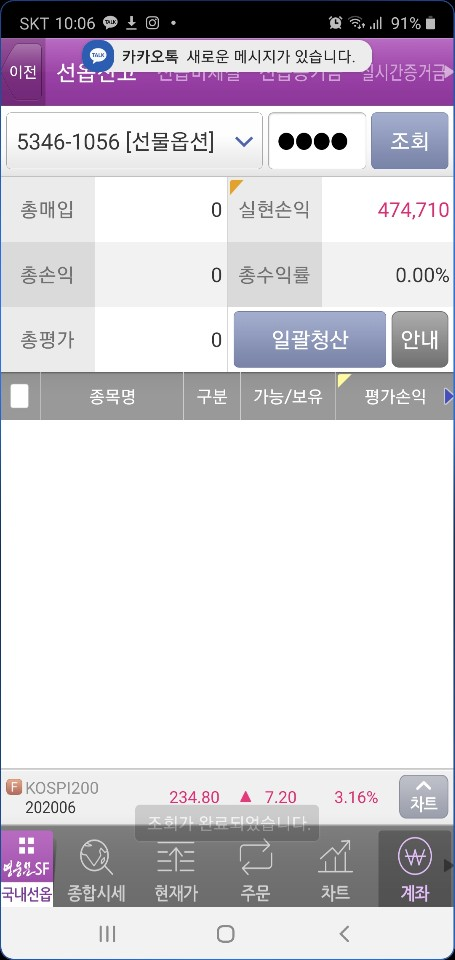 SKT 10:06 TALK 91%
TALK 카카오톡 새로운 메시지가 있습니다.
이전 선옵잔고 선옵미체결 선옵증거금 실시간증거금
5346-1056 [선물옵션] ●●●● 조회
총매입 0 실현손익 474,710
총손익 0 총수익률 0.00%
총평가 0 일괄청산 안내
종목명 구분 가능/보유 평가손익
F KOSPI200
202006 234.80 ▲ 7.20 3.16% 차트
조회가 완료되었습니다.
영웅문SF
국내선옵 종합시세 현재가 주문 차트 계좌